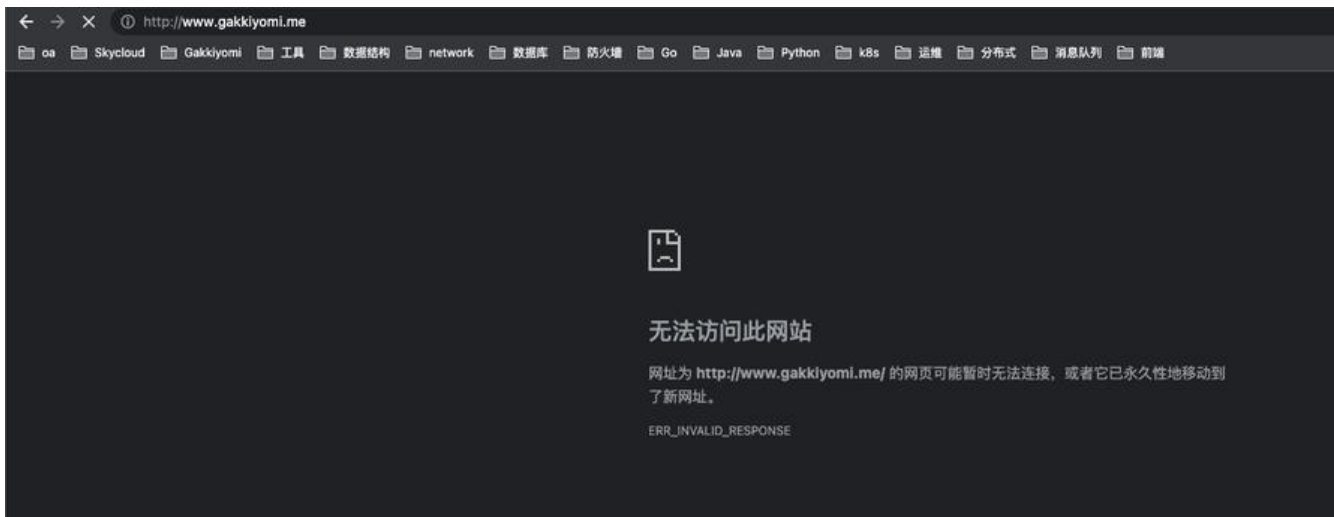 http://www.gakkiyomi.me
oa Skycloud Gakkiyomi 工具 数据结构 network 数据库 防火墙 Go Java Python k8s 运维 分布式 消息队列 前端
无法访问此网站
网址为 http://www.gakkiyomi.me/ 的网页可能暂时无法连接，或者它已永久性地移动到
了新网址。
ERR_INVALID_RESPONSE